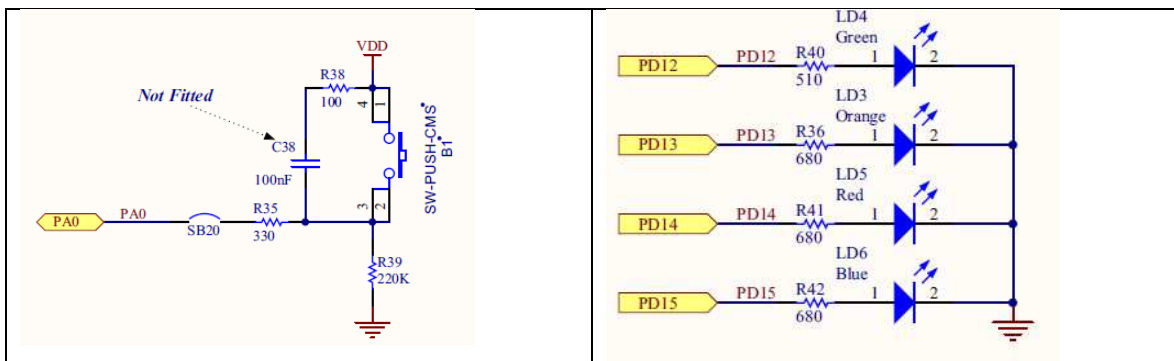 VDD
R38
100
Not Fitted
4
1
C38
100nF
SW-PUSH-CMS
B1
3
2
PA0
PA0
SB20
R35
330
R39
220K
LD4
Green
PD12
PD12
R40
510
1
2
LD3
Orange
PD13
PD13
R36
680
1
2
LD5
Red
PD14
PD14
R41
680
1
2
LD6
Blue
PD15
PD15
R42
680
1
2